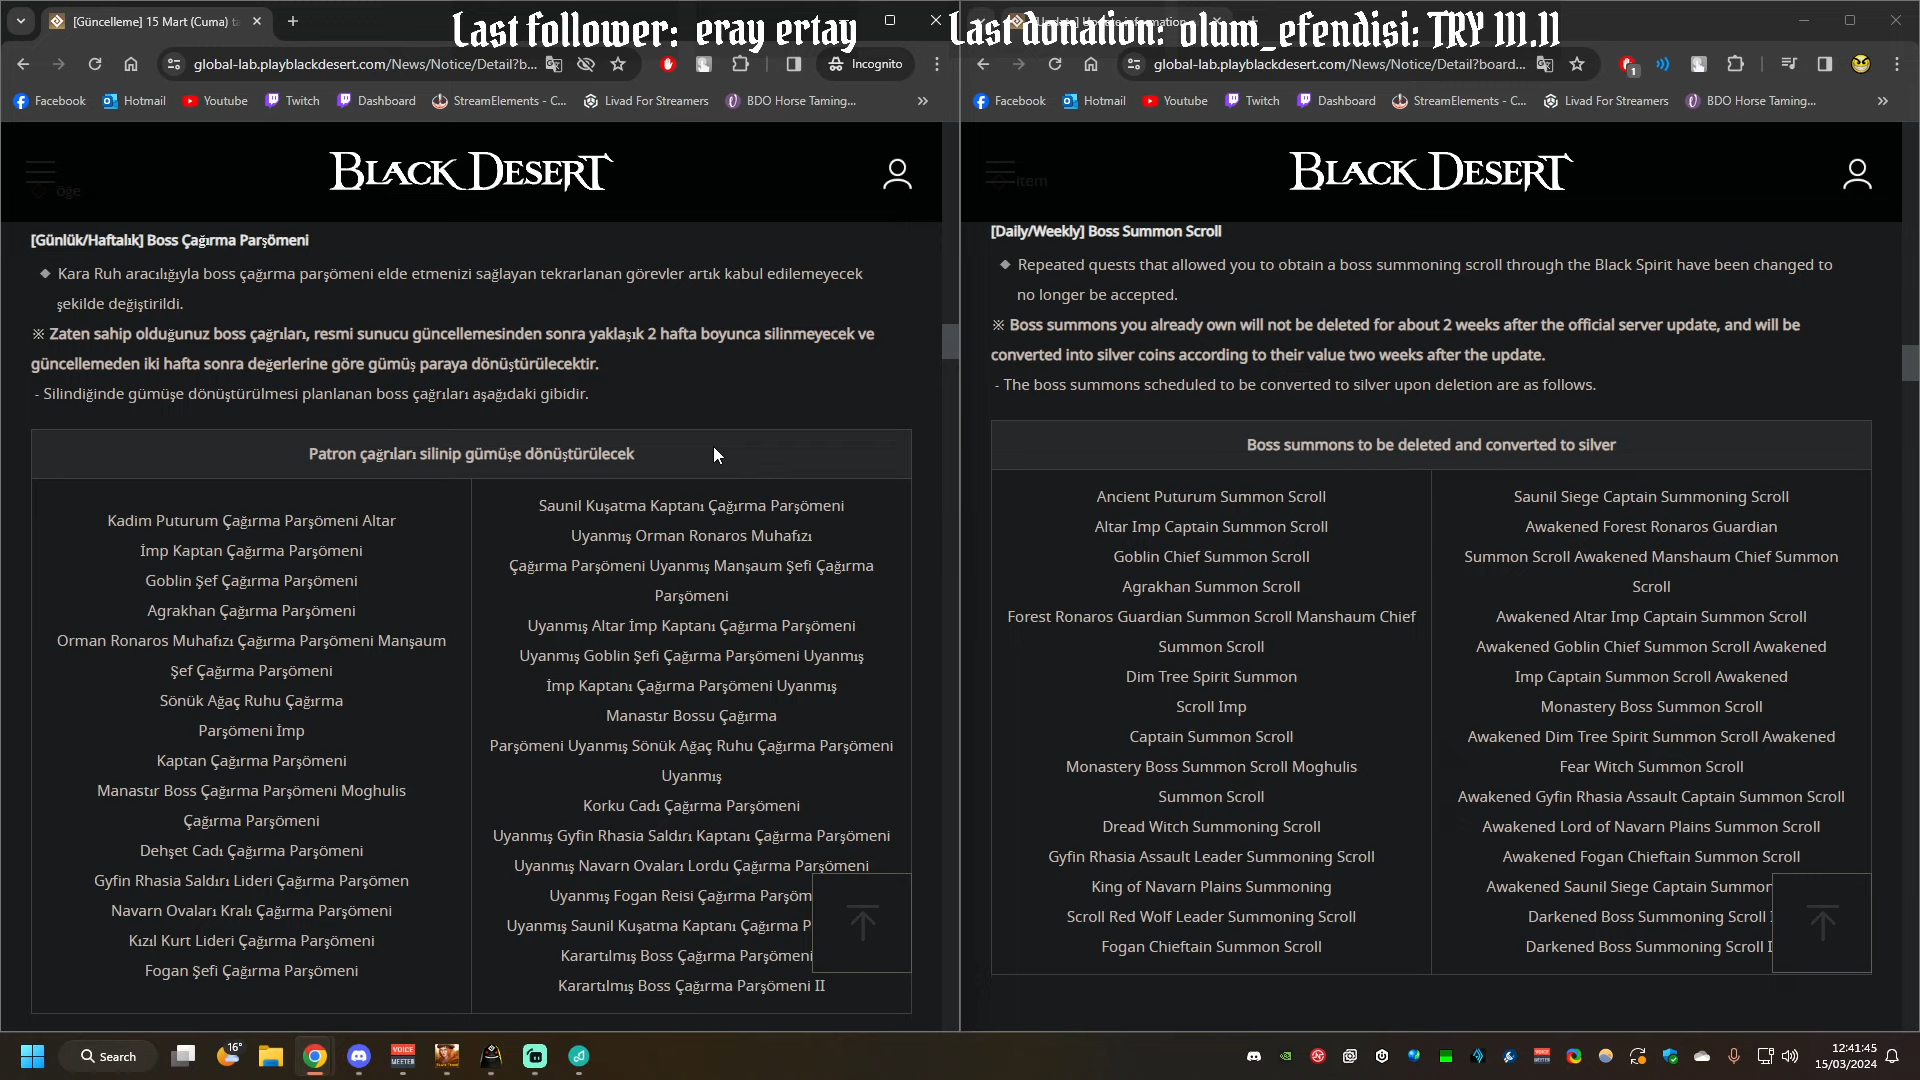 [Güncelleme] 15 Mart (Cuma) ta
Last follower: eray ertay
Last donation: olum_efendisi: TRY 111.11
global-lab.playblackdesert.com/News/Notice/Detail?b...
Incognito
global-lab.playblackdesert.com/News/Notice/Detail?board...
Facebook Hotmail Youtube Twitch Dashboard StreamElements - C... Livad For Streamers BDO Horse Taming... »
Facebook Hotmail Youtube Twitch Dashboard StreamElements - C... Livad For Streamers BDO Horse Taming... »
BLACK DESERT
öğe
[Günlük/Haftalık] Boss Çağırma Parşömeni
◆ Kara Ruh aracılığıyla boss çağırma parşömeni elde etmenizi sağlayan tekrarlanan görevler artık kabul edilemeyecek
şekilde değiştirildi.
※ Zaten sahip olduğunuz boss çağrıları, resmi sunucu güncellemesinden sonra yaklaşık 2 hafta boyunca silinmeyecek ve
güncellemeden iki hafta sonra değerlerine göre gümüş paraya dönüştürülecektir.
- Silindiğinde gümüşe dönüştürülmesi planlanan boss çağrıları aşağıdaki gibidir.
Patron çağrıları silinip gümüşe dönüştürülecek
Kadim Puturum Çağırma Parşömeni Altar
İmp Kaptan Çağırma Parşömeni
Goblin Şef Çağırma Parşömeni
Agrakhan Çağırma Parşömeni
Orman Ronaros Muhafızı Çağırma Parşömeni Manşaum
Şef Çağırma Parşömeni
Sönük Ağaç Ruhu Çağırma
Parşömeni İmp
Kaptan Çağırma Parşömeni
Manastır Boss Çağırma Parşömeni Moghulis
Çağırma Parşömeni
Dehşet Cadı Çağırma Parşömeni
Gyfin Rhasia Saldırı Lideri Çağırma Parşömen
Navarn Ovaları Kralı Çağırma Parşömeni
Kızıl Kurt Lideri Çağırma Parşömeni
Fogan Şefi Çağırma Parşömeni
Saunil Kuşatma Kaptanı Çağırma Parşömeni
Uyanmış Orman Ronaros Muhafızı
Çağırma Parşömeni Uyanmış Manşaum Şefi Çağırma
Parşömeni
Uyanmış Altar İmp Kaptanı Çağırma Parşömeni
Uyanmış Goblin Şefi Çağırma Parşömeni Uyanmış
İmp Kaptanı Çağırma Parşömeni Uyanmış
Manastır Bossu Çağırma
Parşömeni Uyanmış Sönük Ağaç Ruhu Çağırma Parşömeni
Uyanmış
Korku Cadı Çağırma Parşömeni
Uyanmış Gyfin Rhasia Saldırı Kaptanı Çağırma Parşömeni
Uyanmış Navarn Ovaları Lordu Çağırma Parşömeni
Uyanmış Fogan Reisi Çağırma Parşöm
Uyanmış Saunil Kuşatma Kaptanı Çağırma P
Karartılmış Boss Çağırma Parşömeni
Karartılmış Boss Çağırma Parşömeni II
BLACK DESERT
item
[Daily/Weekly] Boss Summon Scroll
◆ Repeated quests that allowed you to obtain a boss summoning scroll through the Black Spirit have been changed to
no longer be accepted.
※ Boss summons you already own will not be deleted for about 2 weeks after the official server update, and will be
converted into silver coins according to their value two weeks after the update.
- The boss summons scheduled to be converted to silver upon deletion are as follows.
Boss summons to be deleted and converted to silver
Ancient Puturum Summon Scroll
Altar Imp Captain Summon Scroll
Goblin Chief Summon Scroll
Agrakhan Summon Scroll
Forest Ronaros Guardian Summon Scroll Manshaum Chief
Summon Scroll
Dim Tree Spirit Summon
Scroll Imp
Captain Summon Scroll
Monastery Boss Summon Scroll Moghulis
Summon Scroll
Dread Witch Summoning Scroll
Gyfin Rhasia Assault Leader Summoning Scroll
King of Navarn Plains Summoning
Scroll Red Wolf Leader Summoning Scroll
Fogan Chieftain Summon Scroll
Saunil Siege Captain Summoning Scroll
Awakened Forest Ronaros Guardian
Summon Scroll Awakened Manshaum Chief Summon
Scroll
Awakened Altar Imp Captain Summon Scroll
Awakened Goblin Chief Summon Scroll Awakened
Imp Captain Summon Scroll Awakened
Monastery Boss Summon Scroll
Awakened Dim Tree Spirit Summon Scroll Awakened
Fear Witch Summon Scroll
Awakened Gyfin Rhasia Assault Captain Summon Scroll
Awakened Lord of Navarn Plains Summon Scroll
Awakened Fogan Chieftain Summon Scroll
Awakened Saunil Siege Captain Summon
Darkened Boss Summoning Scroll I
Darkened Boss Summoning Scroll I
16°
Search
VOICE MEETER
12:41:45
15/03/2024